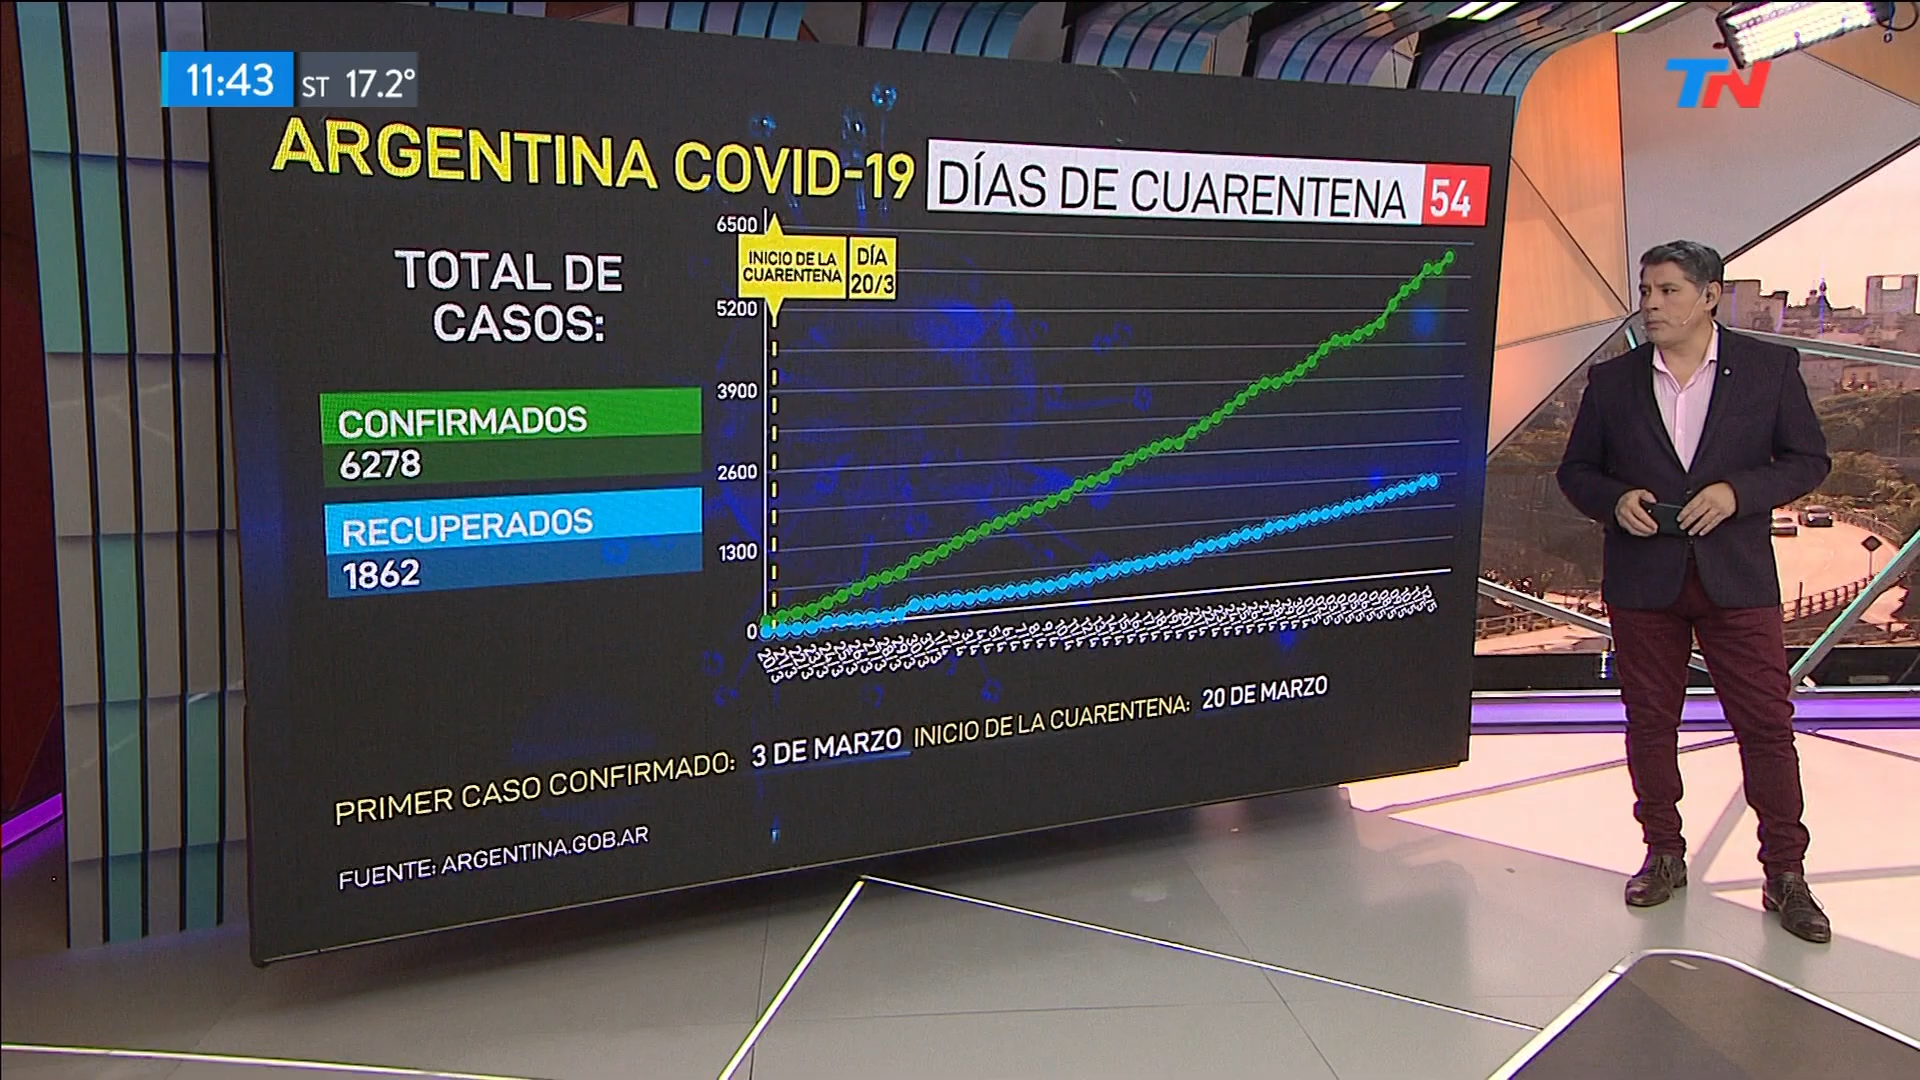 11:43 ST 17.2°
TN
ARGENTINA COVID-19
DÍAS DE CUARENTENA 54
TOTAL DE
CASOS:
CONFIRMADOS
6278
RECUPERADOS
1862
6500
5200
3900
2600
1300
0
INICIO DE LA
CUARENTENA
DÍA
20/3
PRIMER CASO CONFIRMADO: 3 DE MARZO INICIO DE LA CUARENTENA: 20 DE MARZO
FUENTE: ARGENTINA.GOB.AR